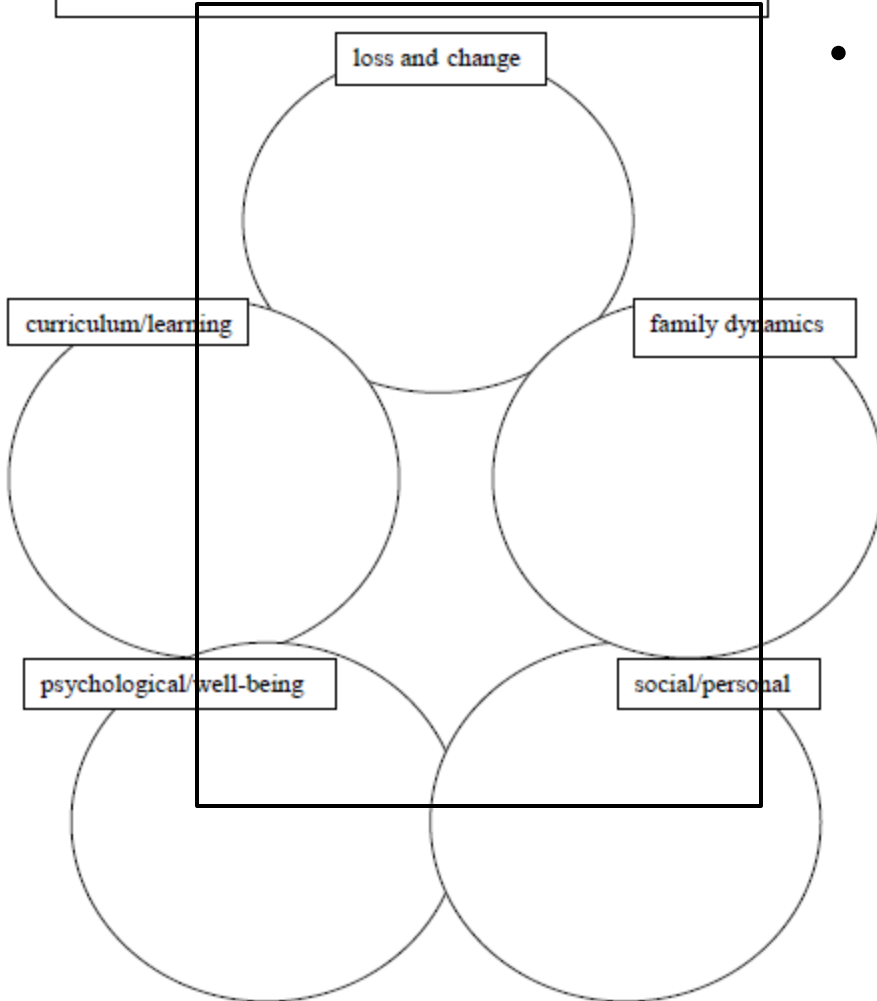 loss and change
curriculum/learning
family dynamics
psychological/well-being
social/personal